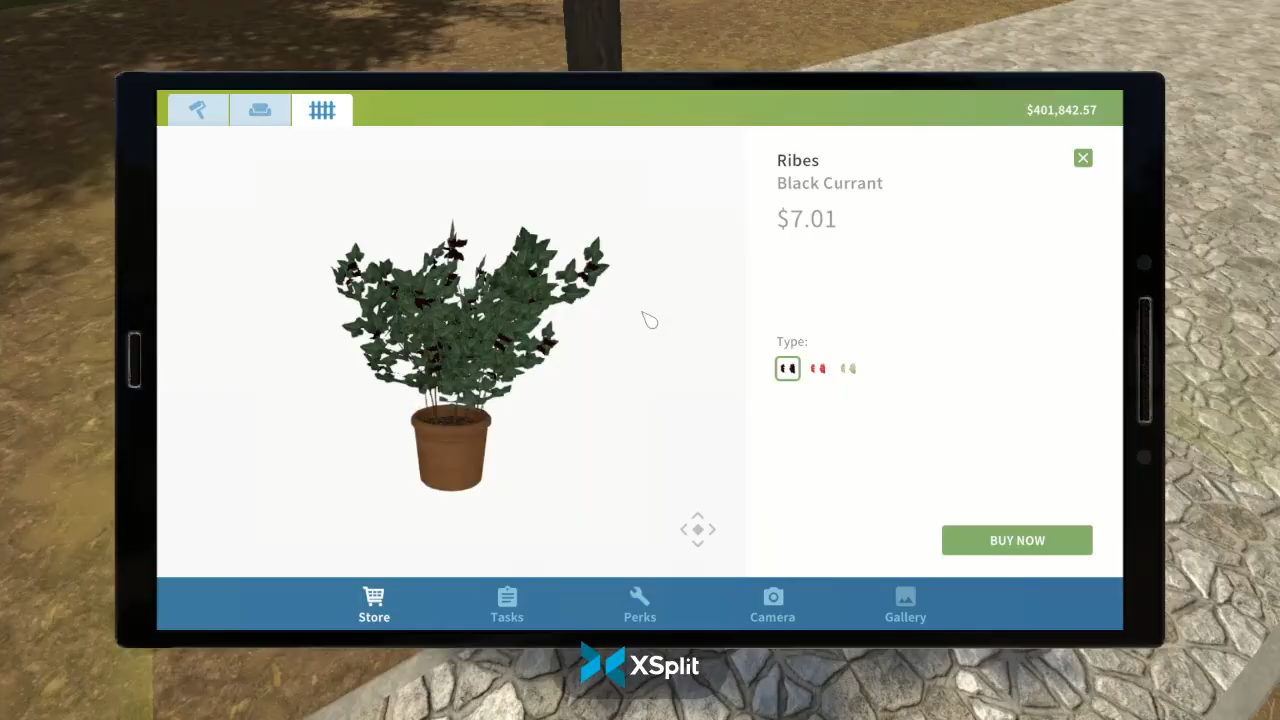 $401,842.57
Ribes
Black Currant
$7.01
Type:
BUY NOW
Store
Tasks
Perks
Camera
Gallery
XSplit